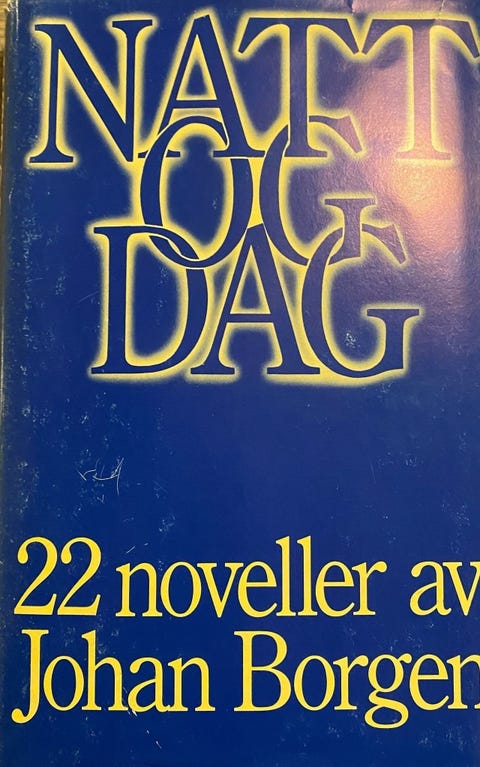 NATT
OG
DAG
22 noveller av
Johan Borgen